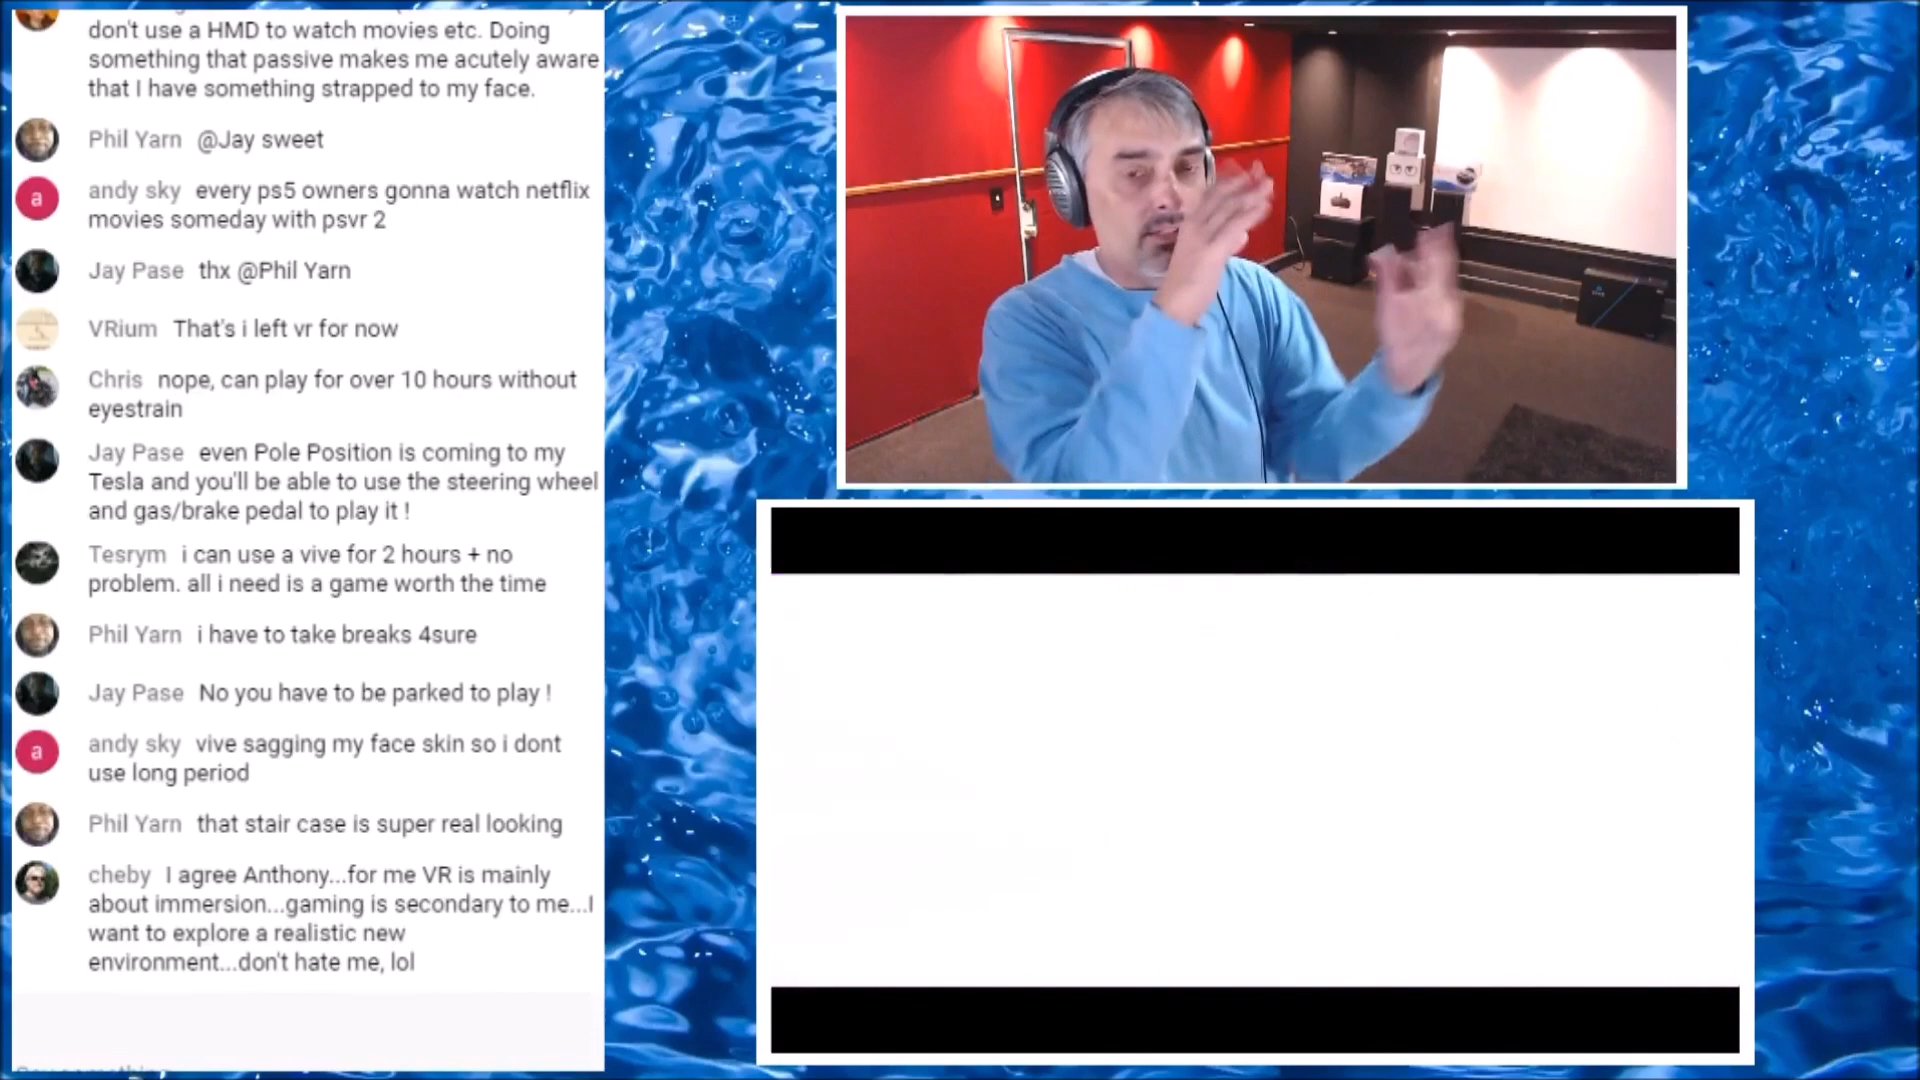 don't use a HMD to watch movies etc. Doing
something that passive makes me acutely aware
that I have something strapped to my face.
Phil Yarn @Jay sweet
a
andy sky every ps5 owners gonna watch netflix
movies someday with psvr 2
Jay Pase thx @Phil Yarn
VRium That's i left vr for now
Chris nope, can play for over 10 hours without
eyestrain
Jay Pase even Pole Position is coming to my
Tesla and you'll be able to use the steering wheel
and gas/brake pedal to play it !
Tesrym i can use a vive for 2 hours + no
problem. all i need is a game worth the time
Phil Yarn i have to take breaks 4sure
Jay Pase No you have to be parked to play !
a
andy sky vive sagging my face skin so i dont
use long period
Phil Yarn that stair case is super real looking
cheby I agree Anthony...for me VR is mainly
about immersion...gaming is secondary to me...I
want to explore a realistic new
environment...don't hate me, lol